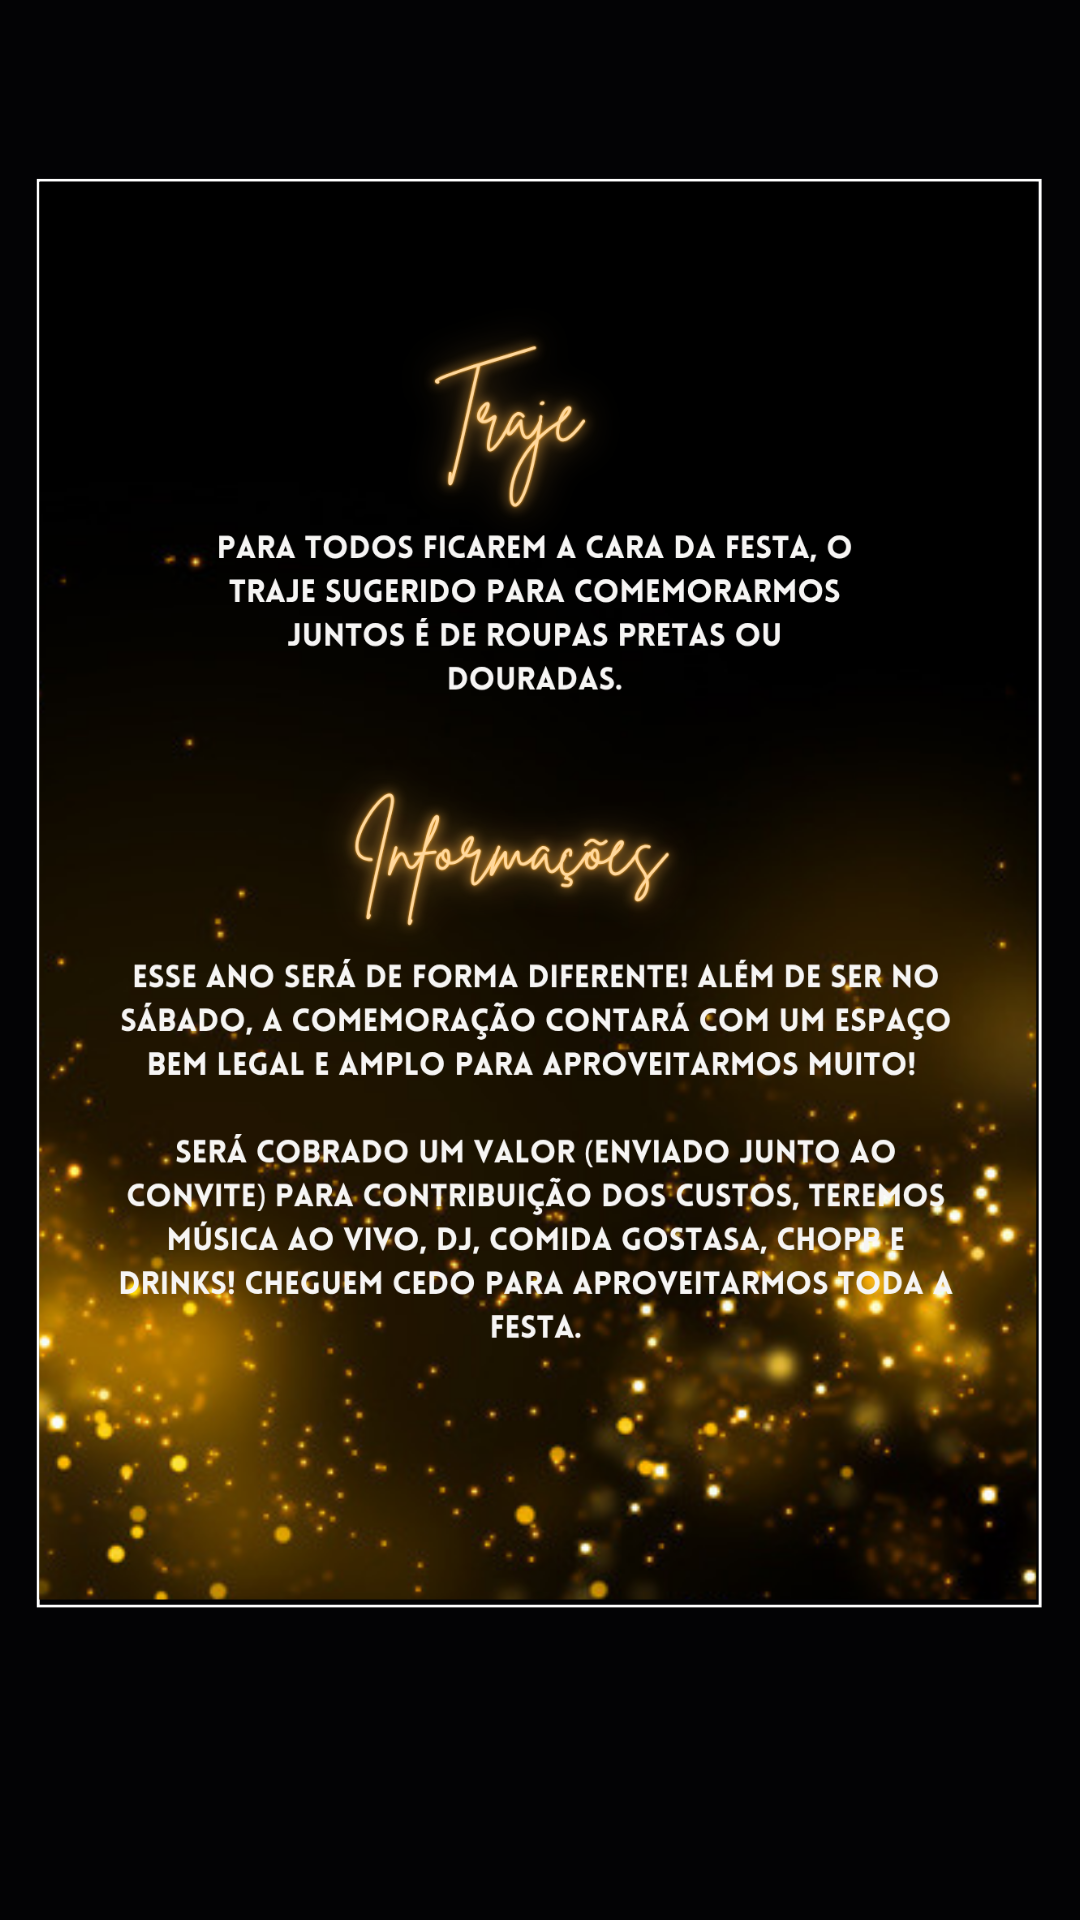 Traje
PARA TODOS FICAREM A CARA DA FESTA, O
TRAJE SUGERIDO PARA COMEMORARMOS
JUNTOS É DE ROUPAS PRETAS OU
DOURADAS.
Informações
ESSE ANO SERÁ DE FORMA DIFERENTE! ALÉM DE SER NO
SÁBADO, A COMEMORAÇÃO CONTARÁ COM UM ESPAÇO
BEM LEGAL E AMPLO PARA APROVEITARMOS MUITO!
SERÁ COBRADO UM VALOR (ENVIADO JUNTO AO
CONVITE) PARA CONTRIBUIÇÃO DOS CUSTOS, TEREMOS
MÚSICA AO VIVO, DJ, COMIDA GOSTASA, CHOPP E
DRINKS! CHEGUEM CEDO PARA APROVEITARMOS TODA A
FESTA.